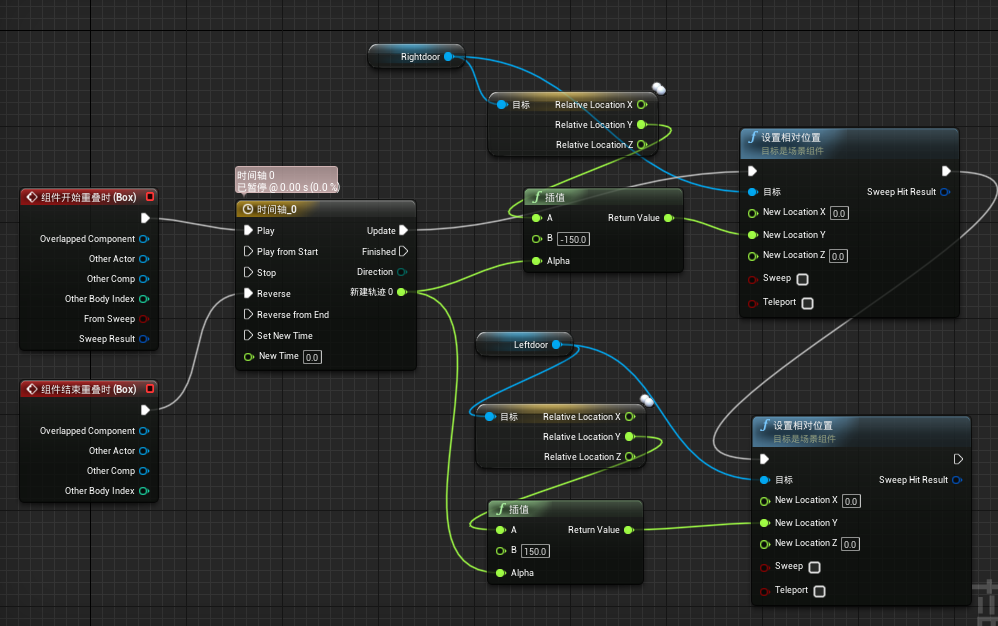 Rightdoor
目标
Relative Location X
Relative Location Y
Relative Location Z
设置相对位置
目标是场景组件
目标
Sweep Hit Result
New Location X 0.0
New Location Y
New Location Z 0.0
Sweep
Teleport
时间轴 0
已暂停 @ 0.00 s (0.0 %)
组件开始重叠时 (Box)
Overlapped Component
Other Actor
Other Comp
Other Body Index
From Sweep
Sweep Result
时间轴_0
Play
Update
Play from Start
Finished
Stop
Direction
Reverse
新建轨迹 0
Reverse from End
Set New Time
New Time 0.0
插值
A
Return Value
B -150.0
Alpha
Leftdoor
目标
Relative Location X
Relative Location Y
Relative Location Z
组件结束重叠时 (Box)
Overlapped Component
Other Actor
Other Comp
Other Body Index
插值
A
Return Value
B 150.0
Alpha
设置相对位置
目标是场景组件
目标
Sweep Hit Result
New Location X 0.0
New Location Y
New Location Z 0.0
Sweep
Teleport